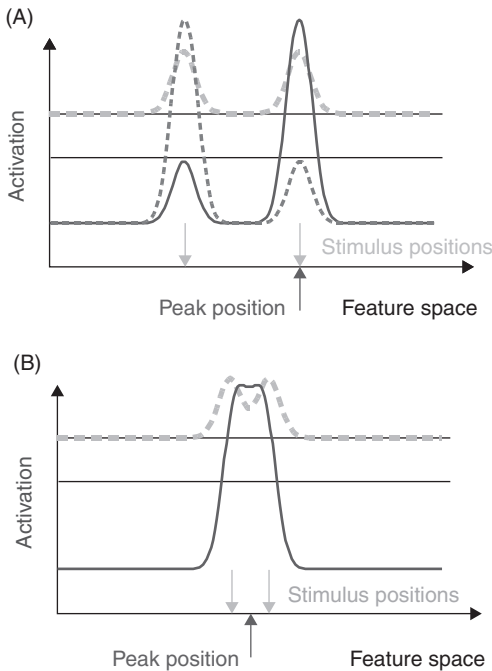 (A)
Activation
Stimulus positions
Peak position
Feature space
(B)
Activation
Stimulus positions
Peak position
Feature space